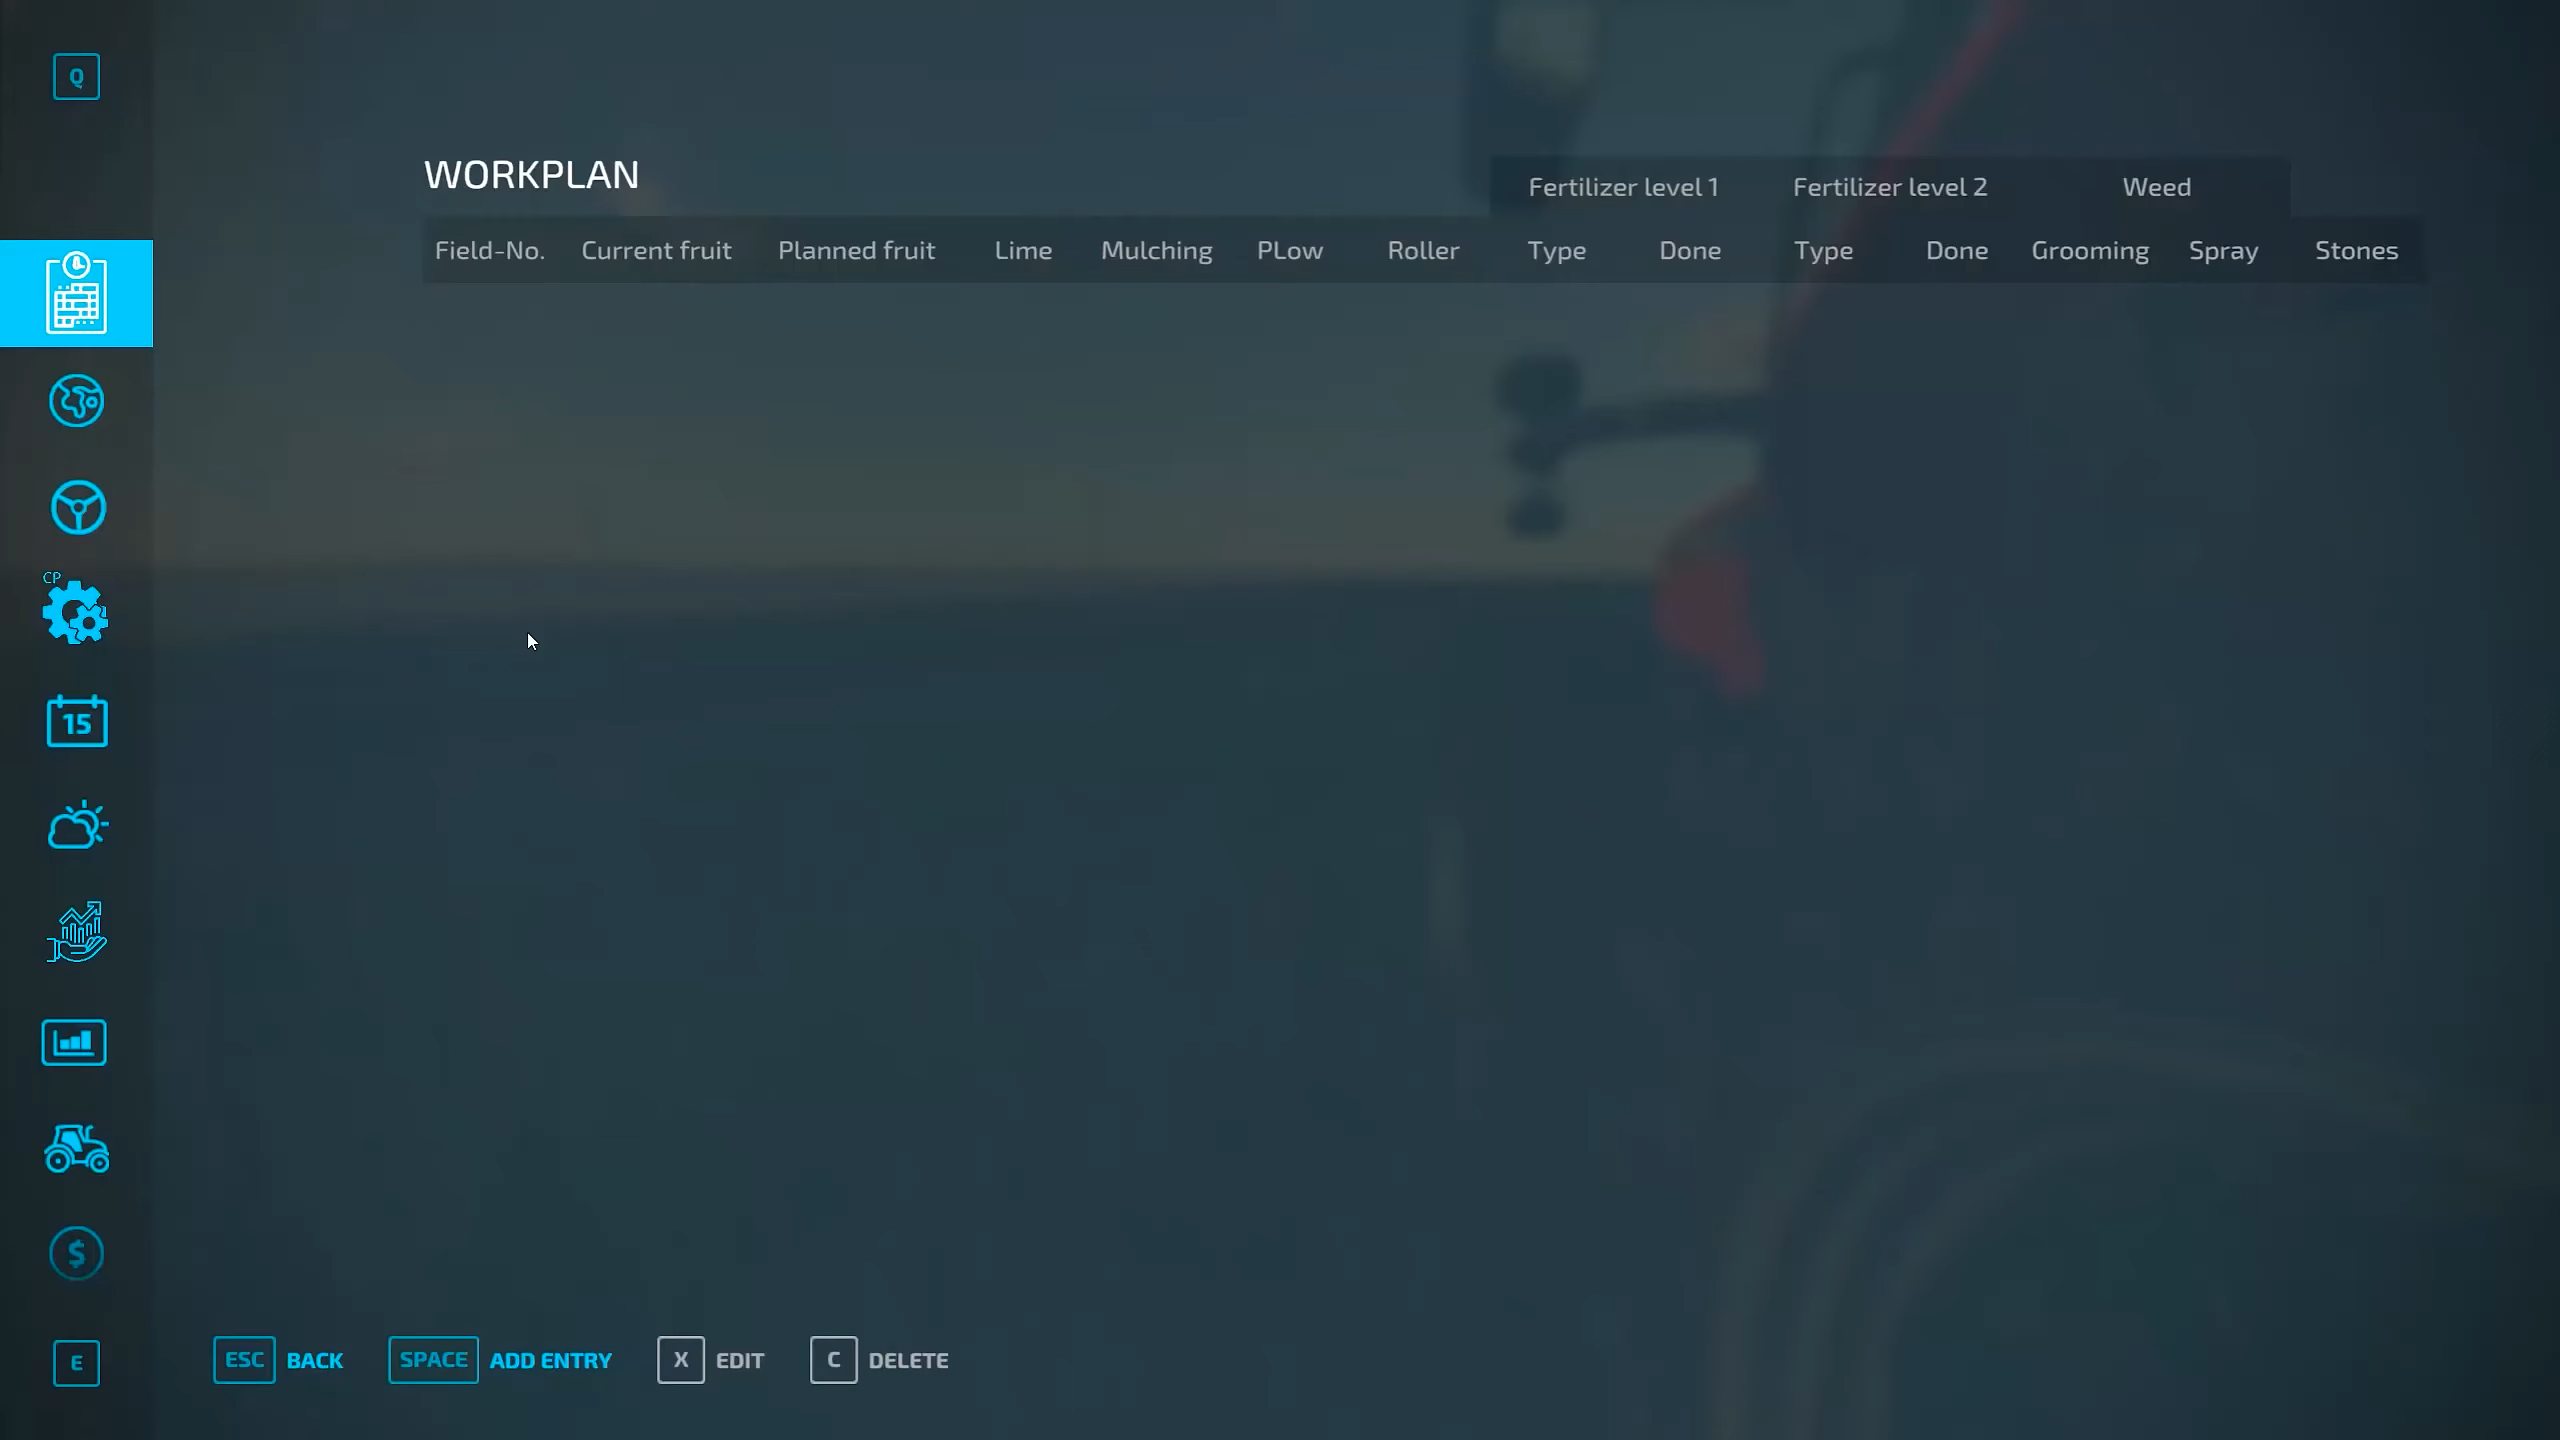 Q
WORKPLAN
Fertilizer level 1 Fertilizer level 2 Weed
Field-No. Current fruit Planned fruit Lime Mulching PLow Roller Type Done Type Done Grooming Spray Stones
CP
15
$
E
ESC BACK SPACE ADD ENTRY X EDIT C DELETE